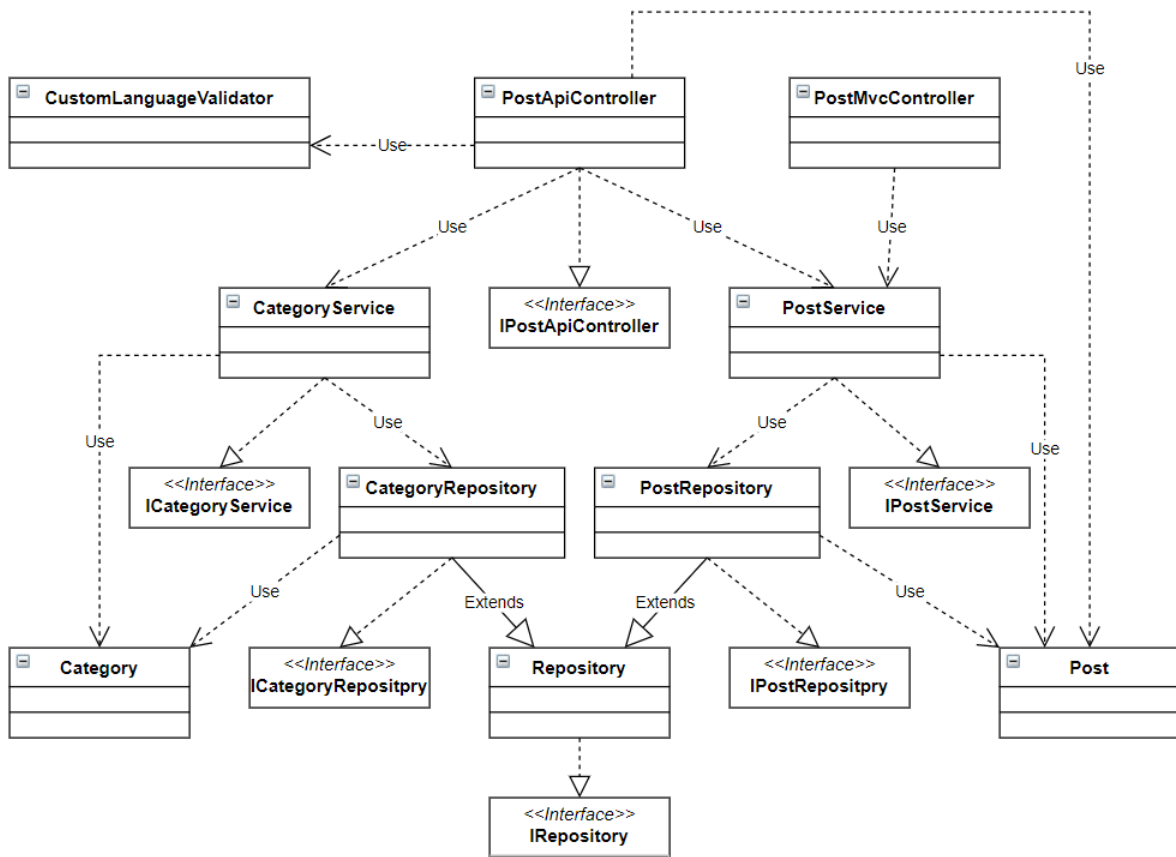 Use
CustomLanguageValidator
PostApiController
PostMvcController
Use
Use
Use
Use
CategoryService
<<Interface>>
IPostApiController
PostService
Use
Use
Use
Use
<<Interface>>
ICategoryService
CategoryRepository
PostRepository
<<Interface>>
IPostService
Use
Extends
Extends
Use
Category
<<Interface>>
ICategoryRepositpry
Repository
<<Interface>>
IPostRepositpry
Post
<<Interface>>
IRepository